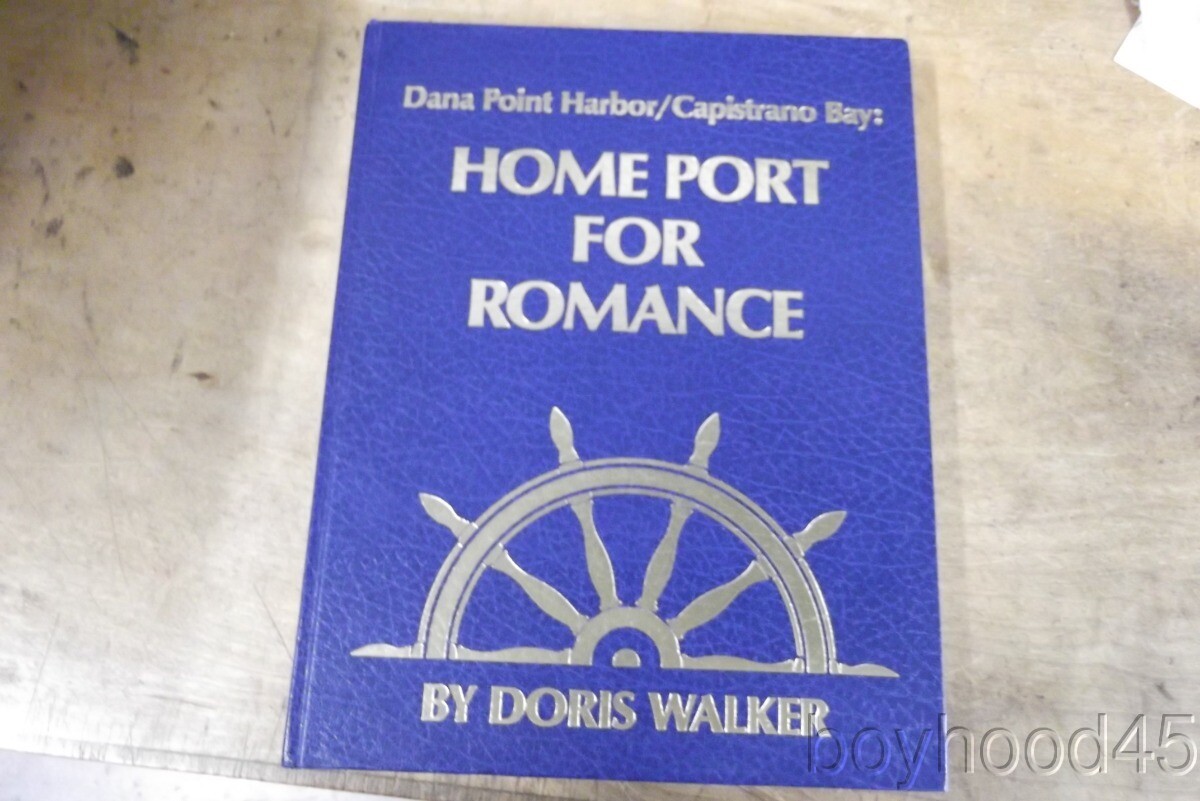 Dana Point Harbor/Capistrano Bay:
HOME PORT
FOR
ROMANCE
BY DORIS WALKER
boyhood45